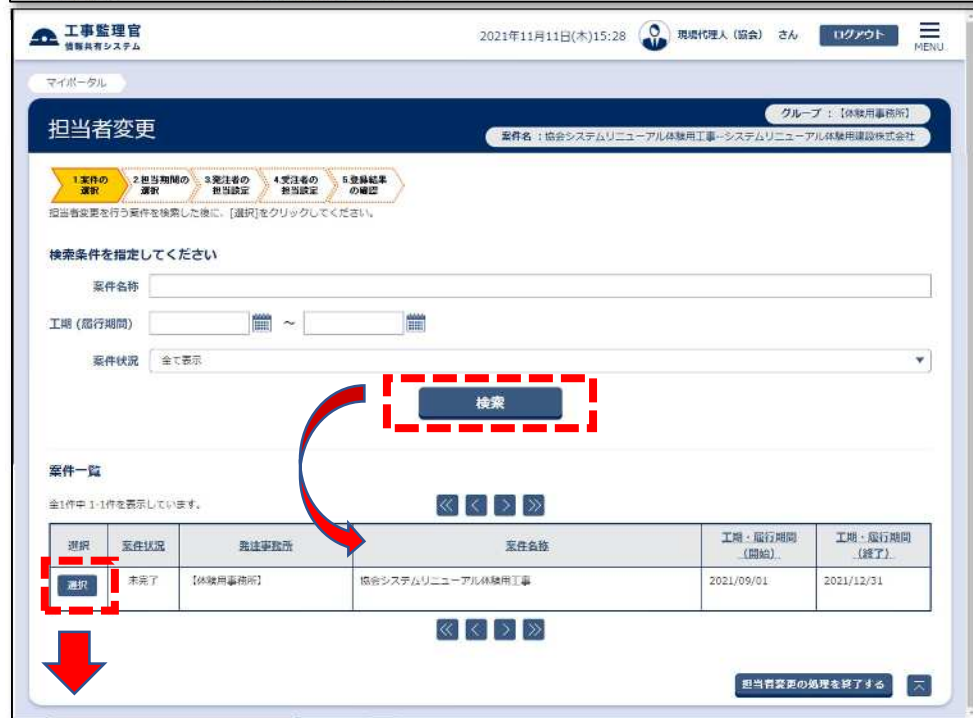 工事監理官
情報共有システム
2021年11月11日(木)15:28 現場代理人（協会） さん ログアウト
MENU
マイポータル
担当者変更
グループ ：【体験用事務所】
案件名 ：協会システムリニューアル体験用工事--システムリニューアル体験用建設株式会社
1.案件の選択
2.担当期間の選択
3.発注者の担当設定
4.受注者の担当設定
5.登録結果の確認
担当者変更を行う案件を検索した後に、[選択]をクリックしてください。
検索条件を指定してください
案件名称
工期 (履行期間) ～
案件状況 全て表示
検索
案件一覧
全1件中 1-1件を表示しています。
選択 案件状況 発注事務所 案件名称 工期・履行期間(開始) 工期・履行期間(終了)
選択 未完了 【体験用事務所】 協会システムリニューアル体験用工事 2021/09/01 2021/12/31
担当者変更の処理を終了する